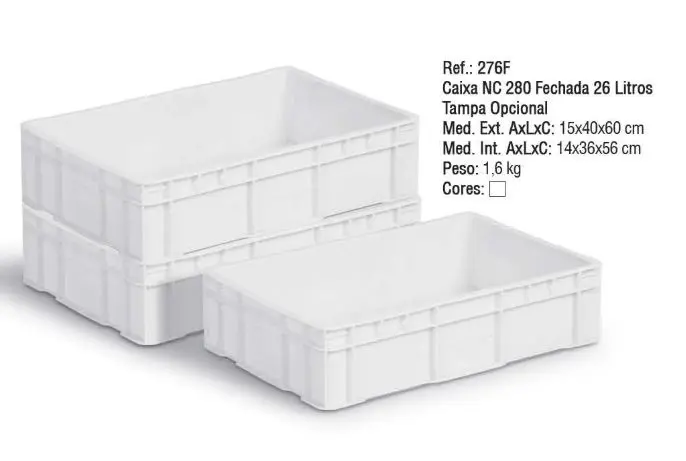 Ref.: 276F
Caixa NC 280 Fechada 26 Litros
Tampa Opcional
Med. Ext. AxLxC: 15x40x60 cm
Med. Int. AxLxC: 14x36x56 cm
Peso: 1,6 kg
Cores: